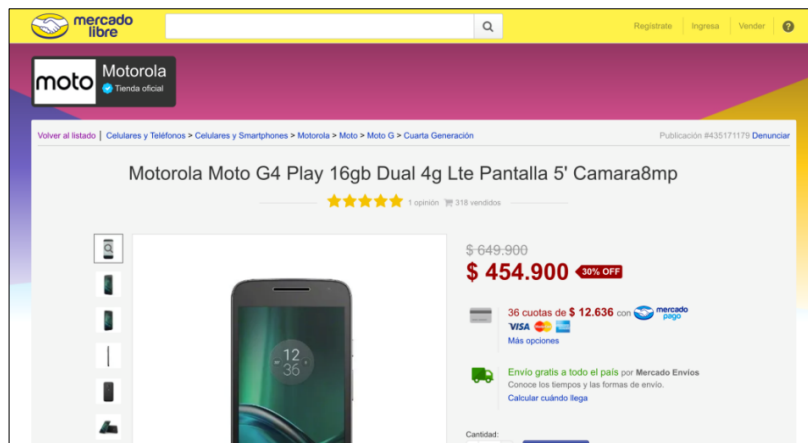 mercado
libre
Regístrate Ingresa Vender ?
moto
Motorola
Tienda oficial
Volver al listado | Celulares y Teléfonos > Celulares y Smartphones > Motorola > Moto > Moto G > Cuarta Generación
Publicación #435171179 Denunciar
Motorola Moto G4 Play 16gb Dual 4g Lte Pantalla 5' Camara8mp
1 opinión 318 vendidos
$ 649.900
$ 454.900 30% OFF
36 cuotas de $ 12.636 con mercado pago
VISA
Más opciones
Envío gratis a todo el país por Mercado Envíos
Conoce los tiempos y las formas de envío.
Calcular cuándo llega
Cantidad:
12
36